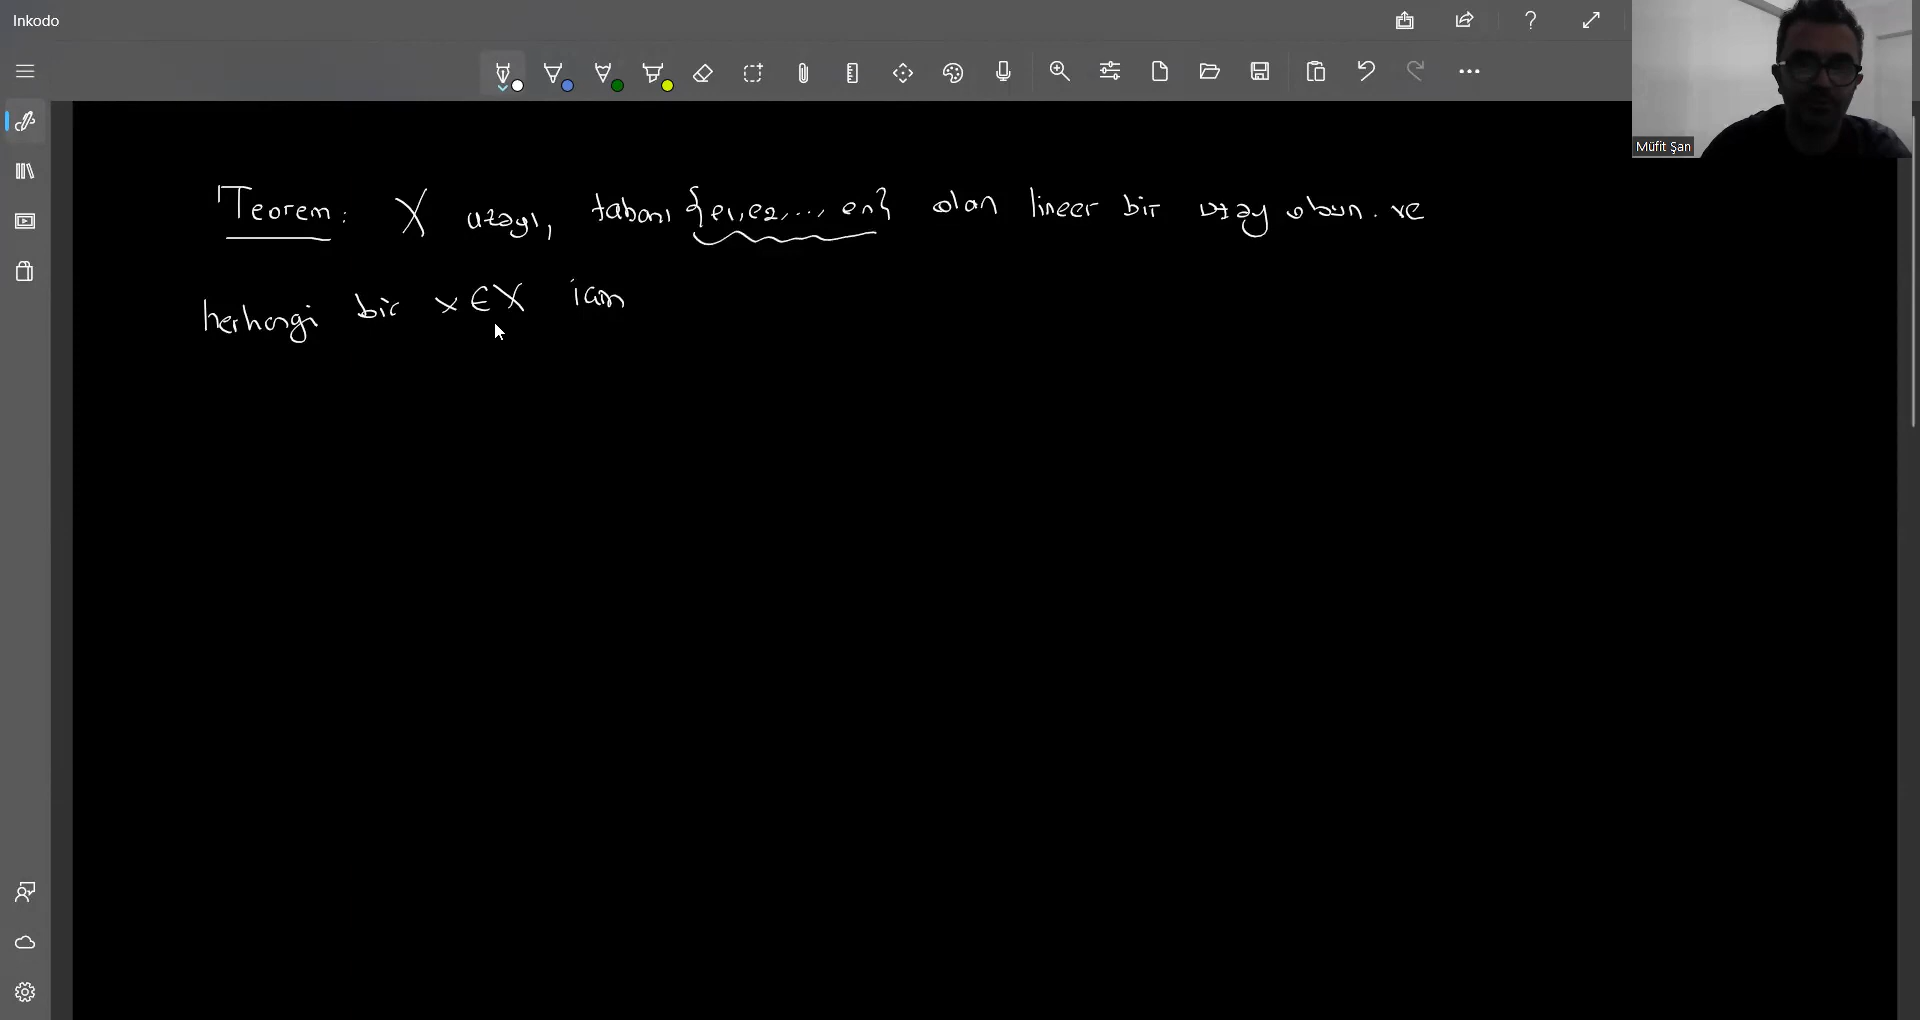 Inkodo
Müfit Şan
Teorem: X uzayı, tabanı {e1, e2, ... en} olan lineer bir uzay olsun. ve
herhangi bir x ∈ X için